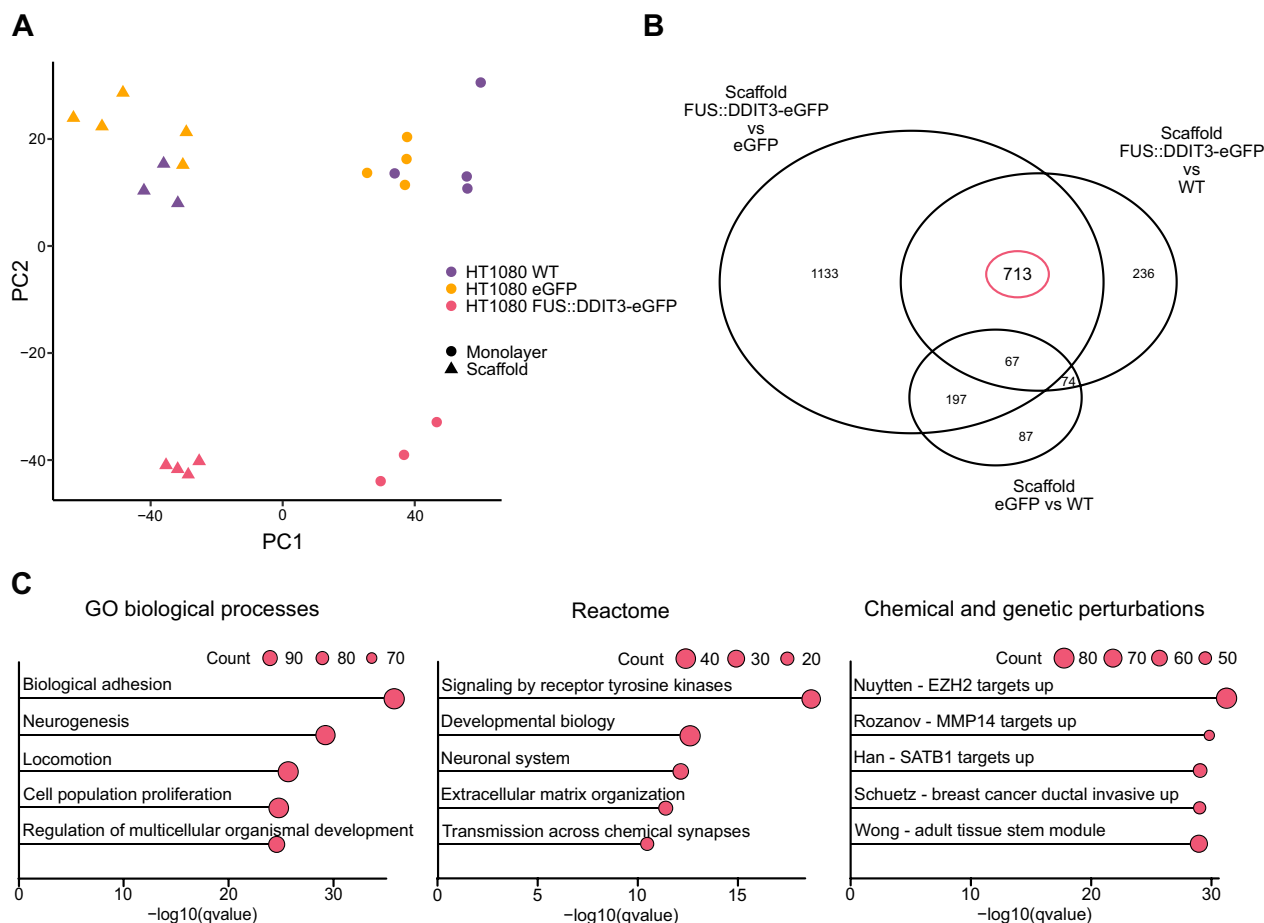 A
PC2
20
0
−20
−40
−40
0
40
PC1
HT1080 WT
HT1080 eGFP
HT1080 FUS::DDIT3-eGFP
Monolayer
Scaffold
B
Scaffold
FUS::DDIT3-eGFP
vs
eGFP
Scaffold
FUS::DDIT3-eGFP
vs
WT
1133
713
236
67
74
197
87
Scaffold
eGFP vs WT
C
GO biological processes
Count 90 80 70
Biological adhesion
Neurogenesis
Locomotion
Cell population proliferation
Regulation of multicellular organismal development
0 10 20 30
−log10(qvalue)
Reactome
Count 40 30 20
Signaling by receptor tyrosine kinases
Developmental biology
Neuronal system
Extracellular matrix organization
Transmission across chemical synapses
0 5 10 15
−log10(qvalue)
Chemical and genetic perturbations
Count 80 70 60 50
Nuytten - EZH2 targets up
Rozanov - MMP14 targets up
Han - SATB1 targets up
Schuetz - breast cancer ductal invasive up
Wong - adult tissue stem module
0 10 20 30
−log10(qvalue)